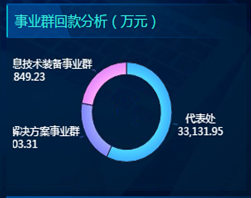 事业群回款分析（万元）
息技术装备事业群
849.23
代表处
33,131.95
解决方案事业群
03.31